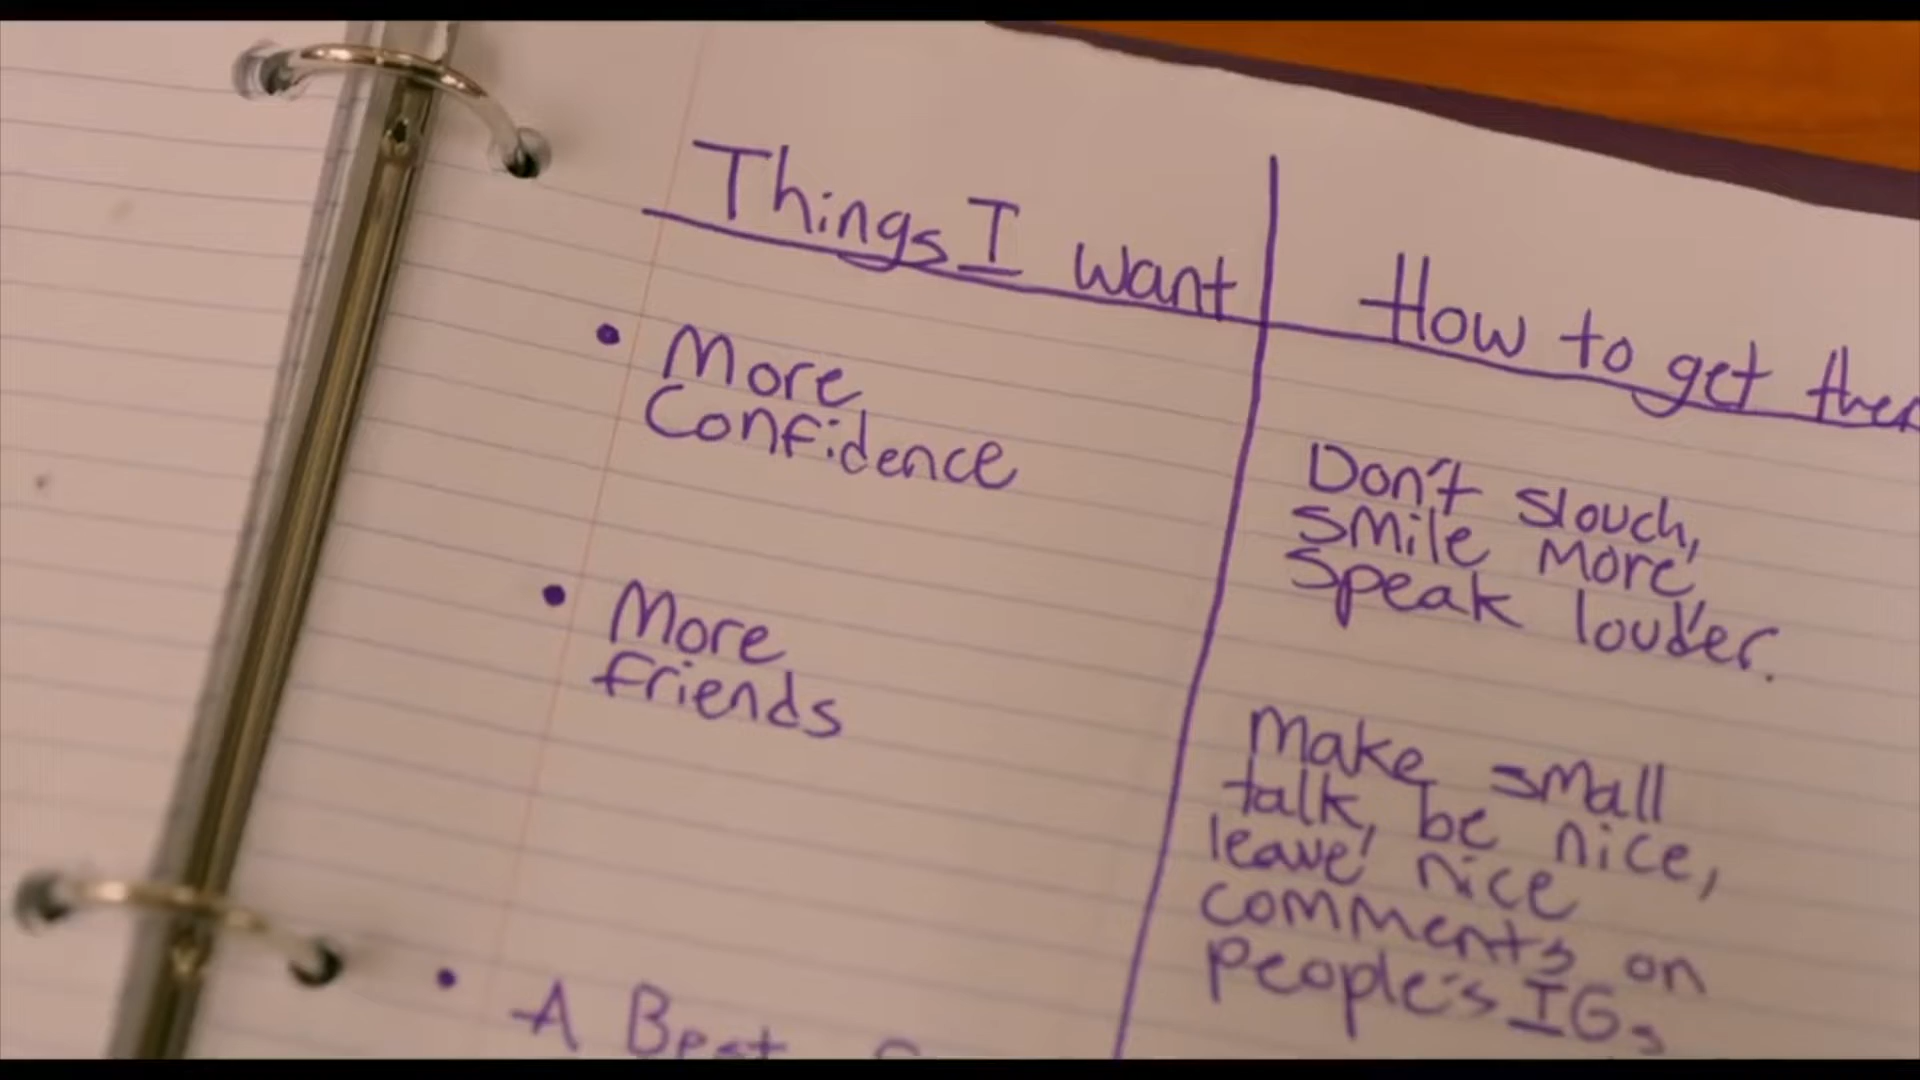 Things I want
How to get
• More
Confidence
Don't slouch,
smile more,
speak louder.
• More
friends
Make small
talk, be nice,
leave nice
comments on
people's IGs
• A Best